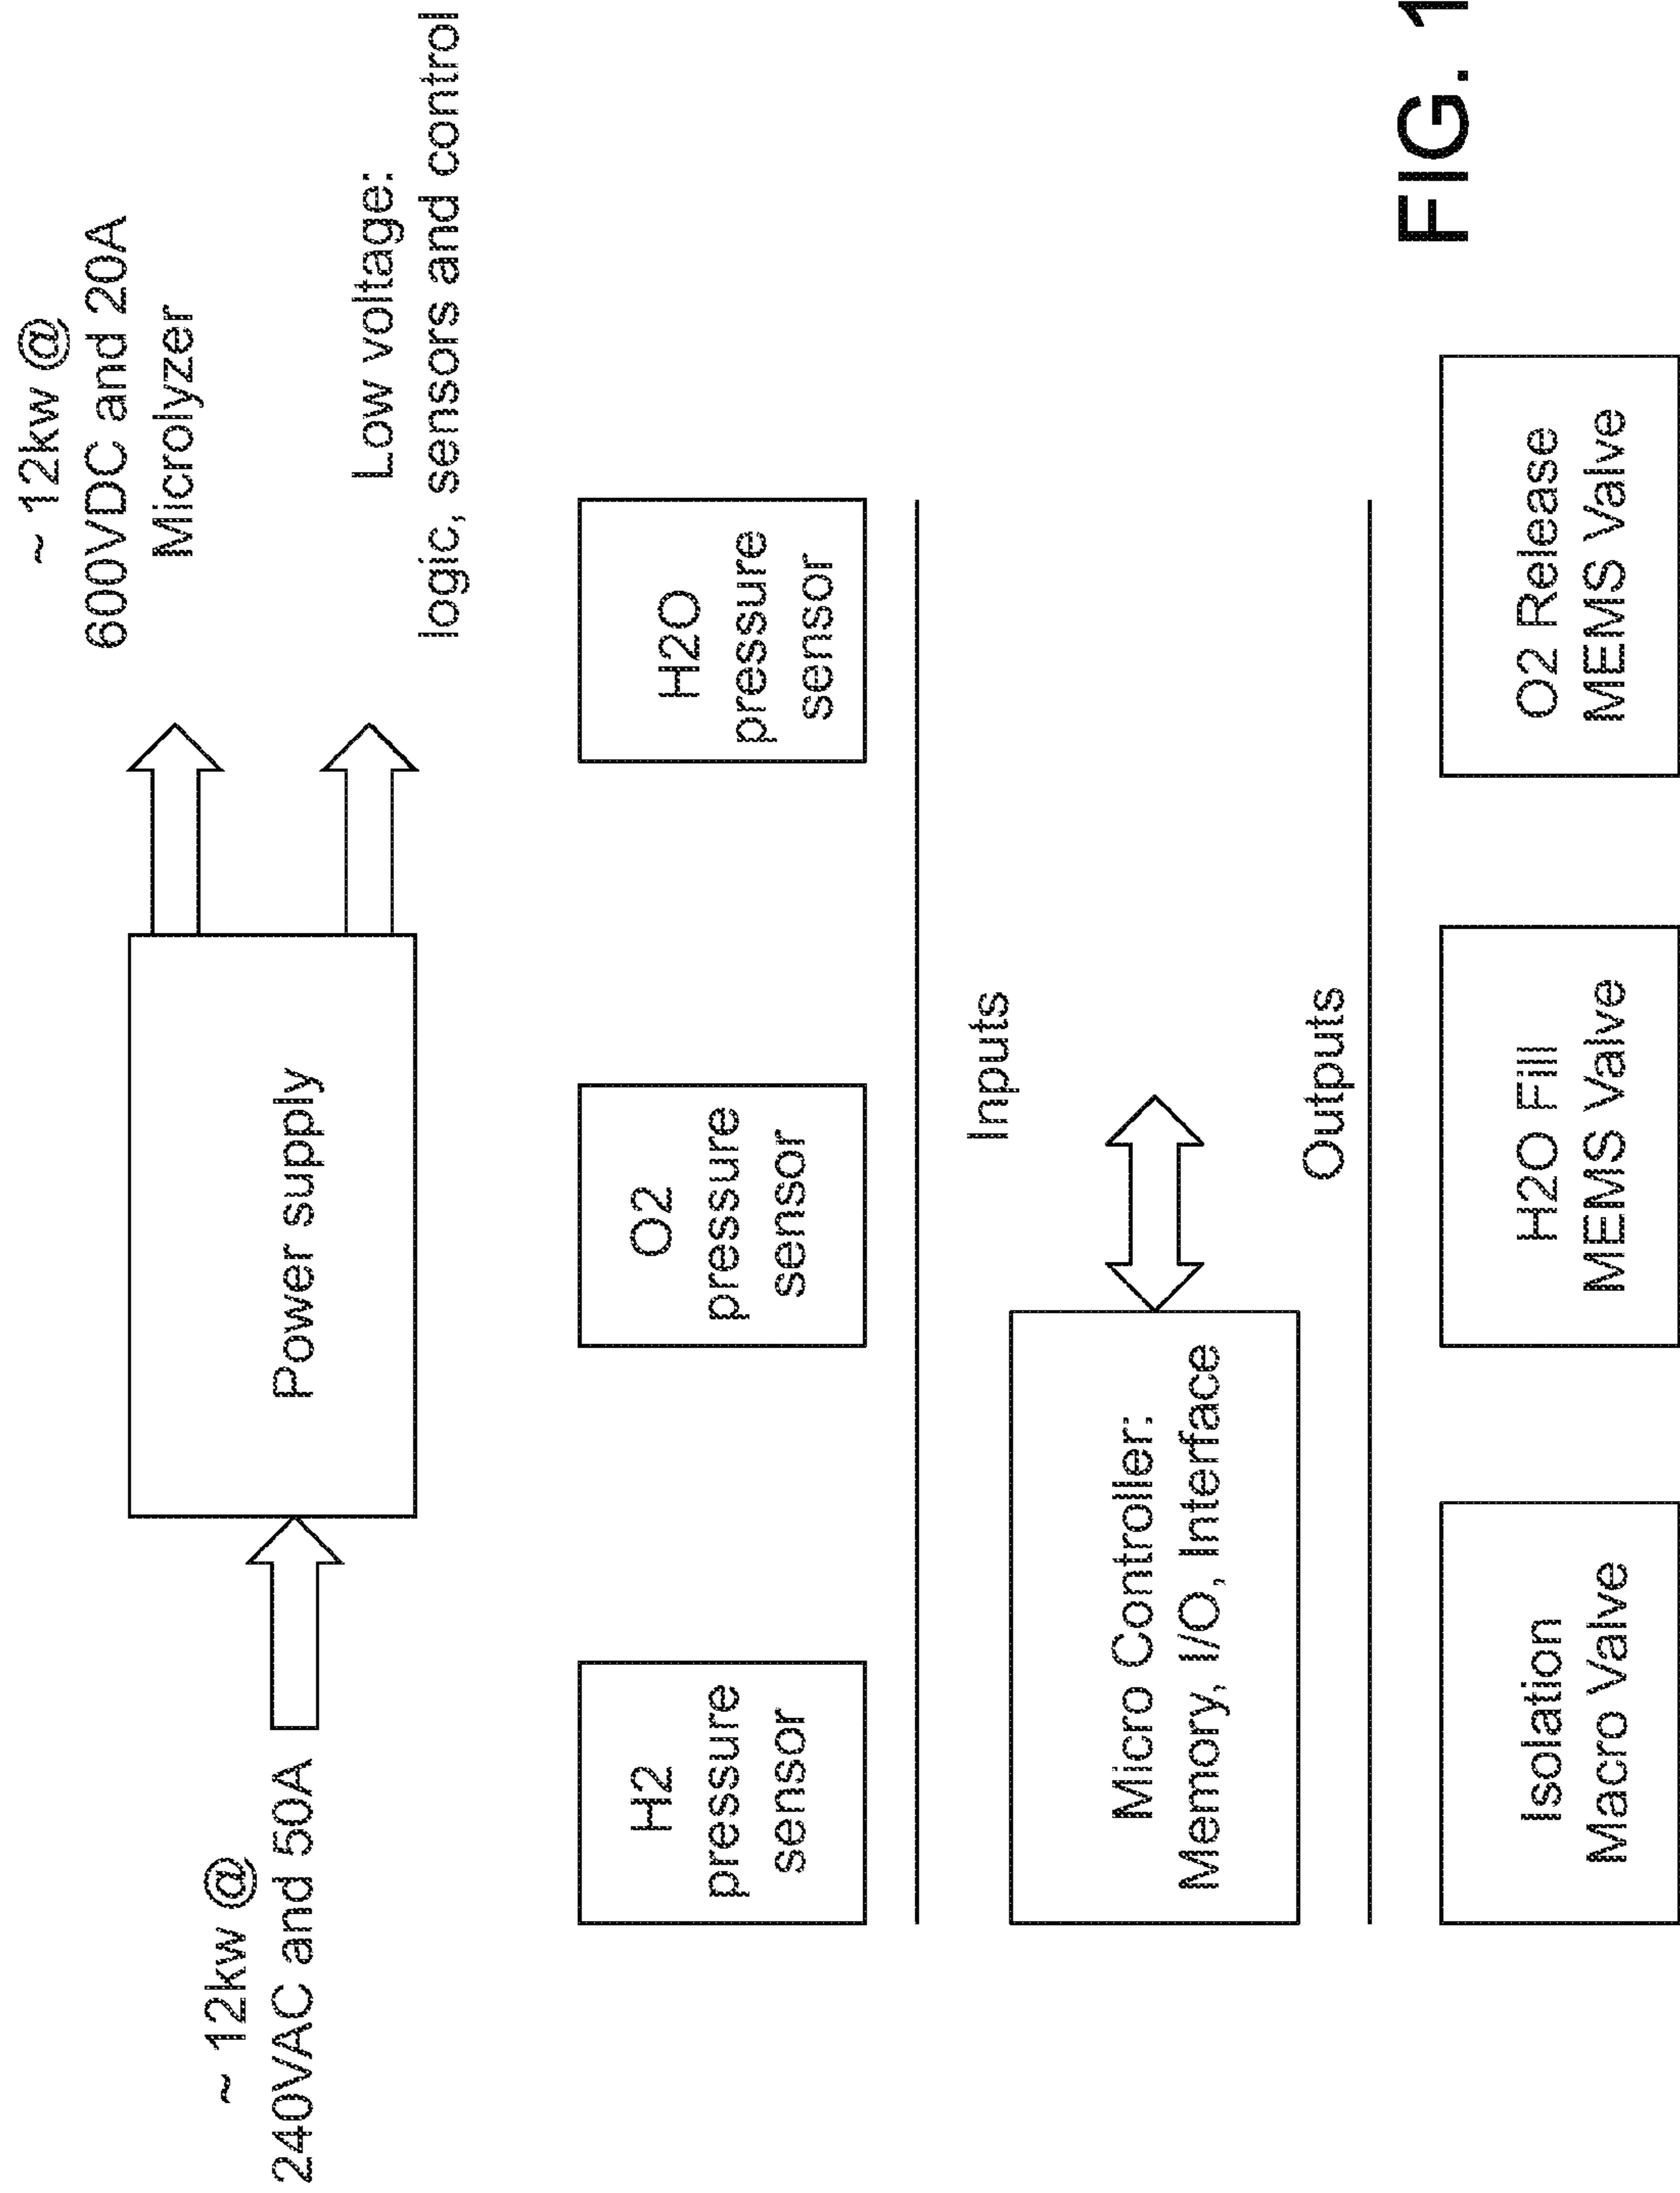 ~ 12kw @
240VAC and 50A
Power supply
~ 12kw @
600VDC and 20A
Microlyzer
Low voltage:
logic, sensors and control
H2
pressure
sensor
O2
pressure
sensor
H2O
pressure
sensor
Inputs
Micro Controller:
Memory, I/O, Interface
Outputs
Isolation
Macro Valve
H2O Fill
MEMS Valve
O2 Release
MEMS Valve
FIG. 1